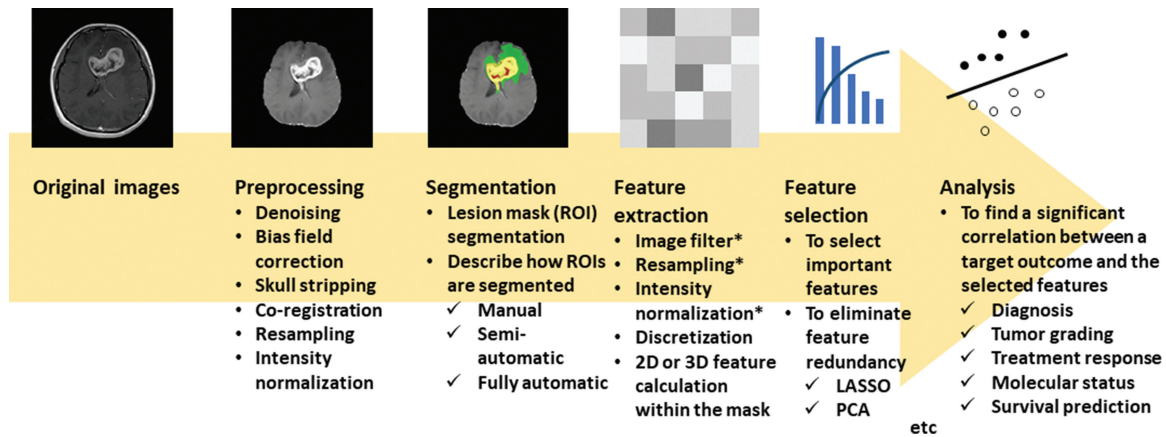 Original images
Preprocessing
• Denoising
• Bias field
correction
• Skull stripping
• Co-registration
• Resampling
• Intensity
normalization
Segmentation
• Lesion mask (ROI)
segmentation
• Describe how ROIs
are segmented
✓ Manual
✓ Semi-
automatic
✓ Fully automatic
Feature
extraction
• Image filter*
• Resampling*
• Intensity
normalization*
• Discretization
• 2D or 3D feature
calculation
within the mask
Feature
selection
• To select
important
features
• To eliminate
feature
redundancy
✓ LASSO
✓ PCA
etc
Analysis
• To find a significant
correlation between a
target outcome and the
selected features
✓ Diagnosis
✓ Tumor grading
✓ Treatment response
✓ Molecular status
✓ Survival prediction